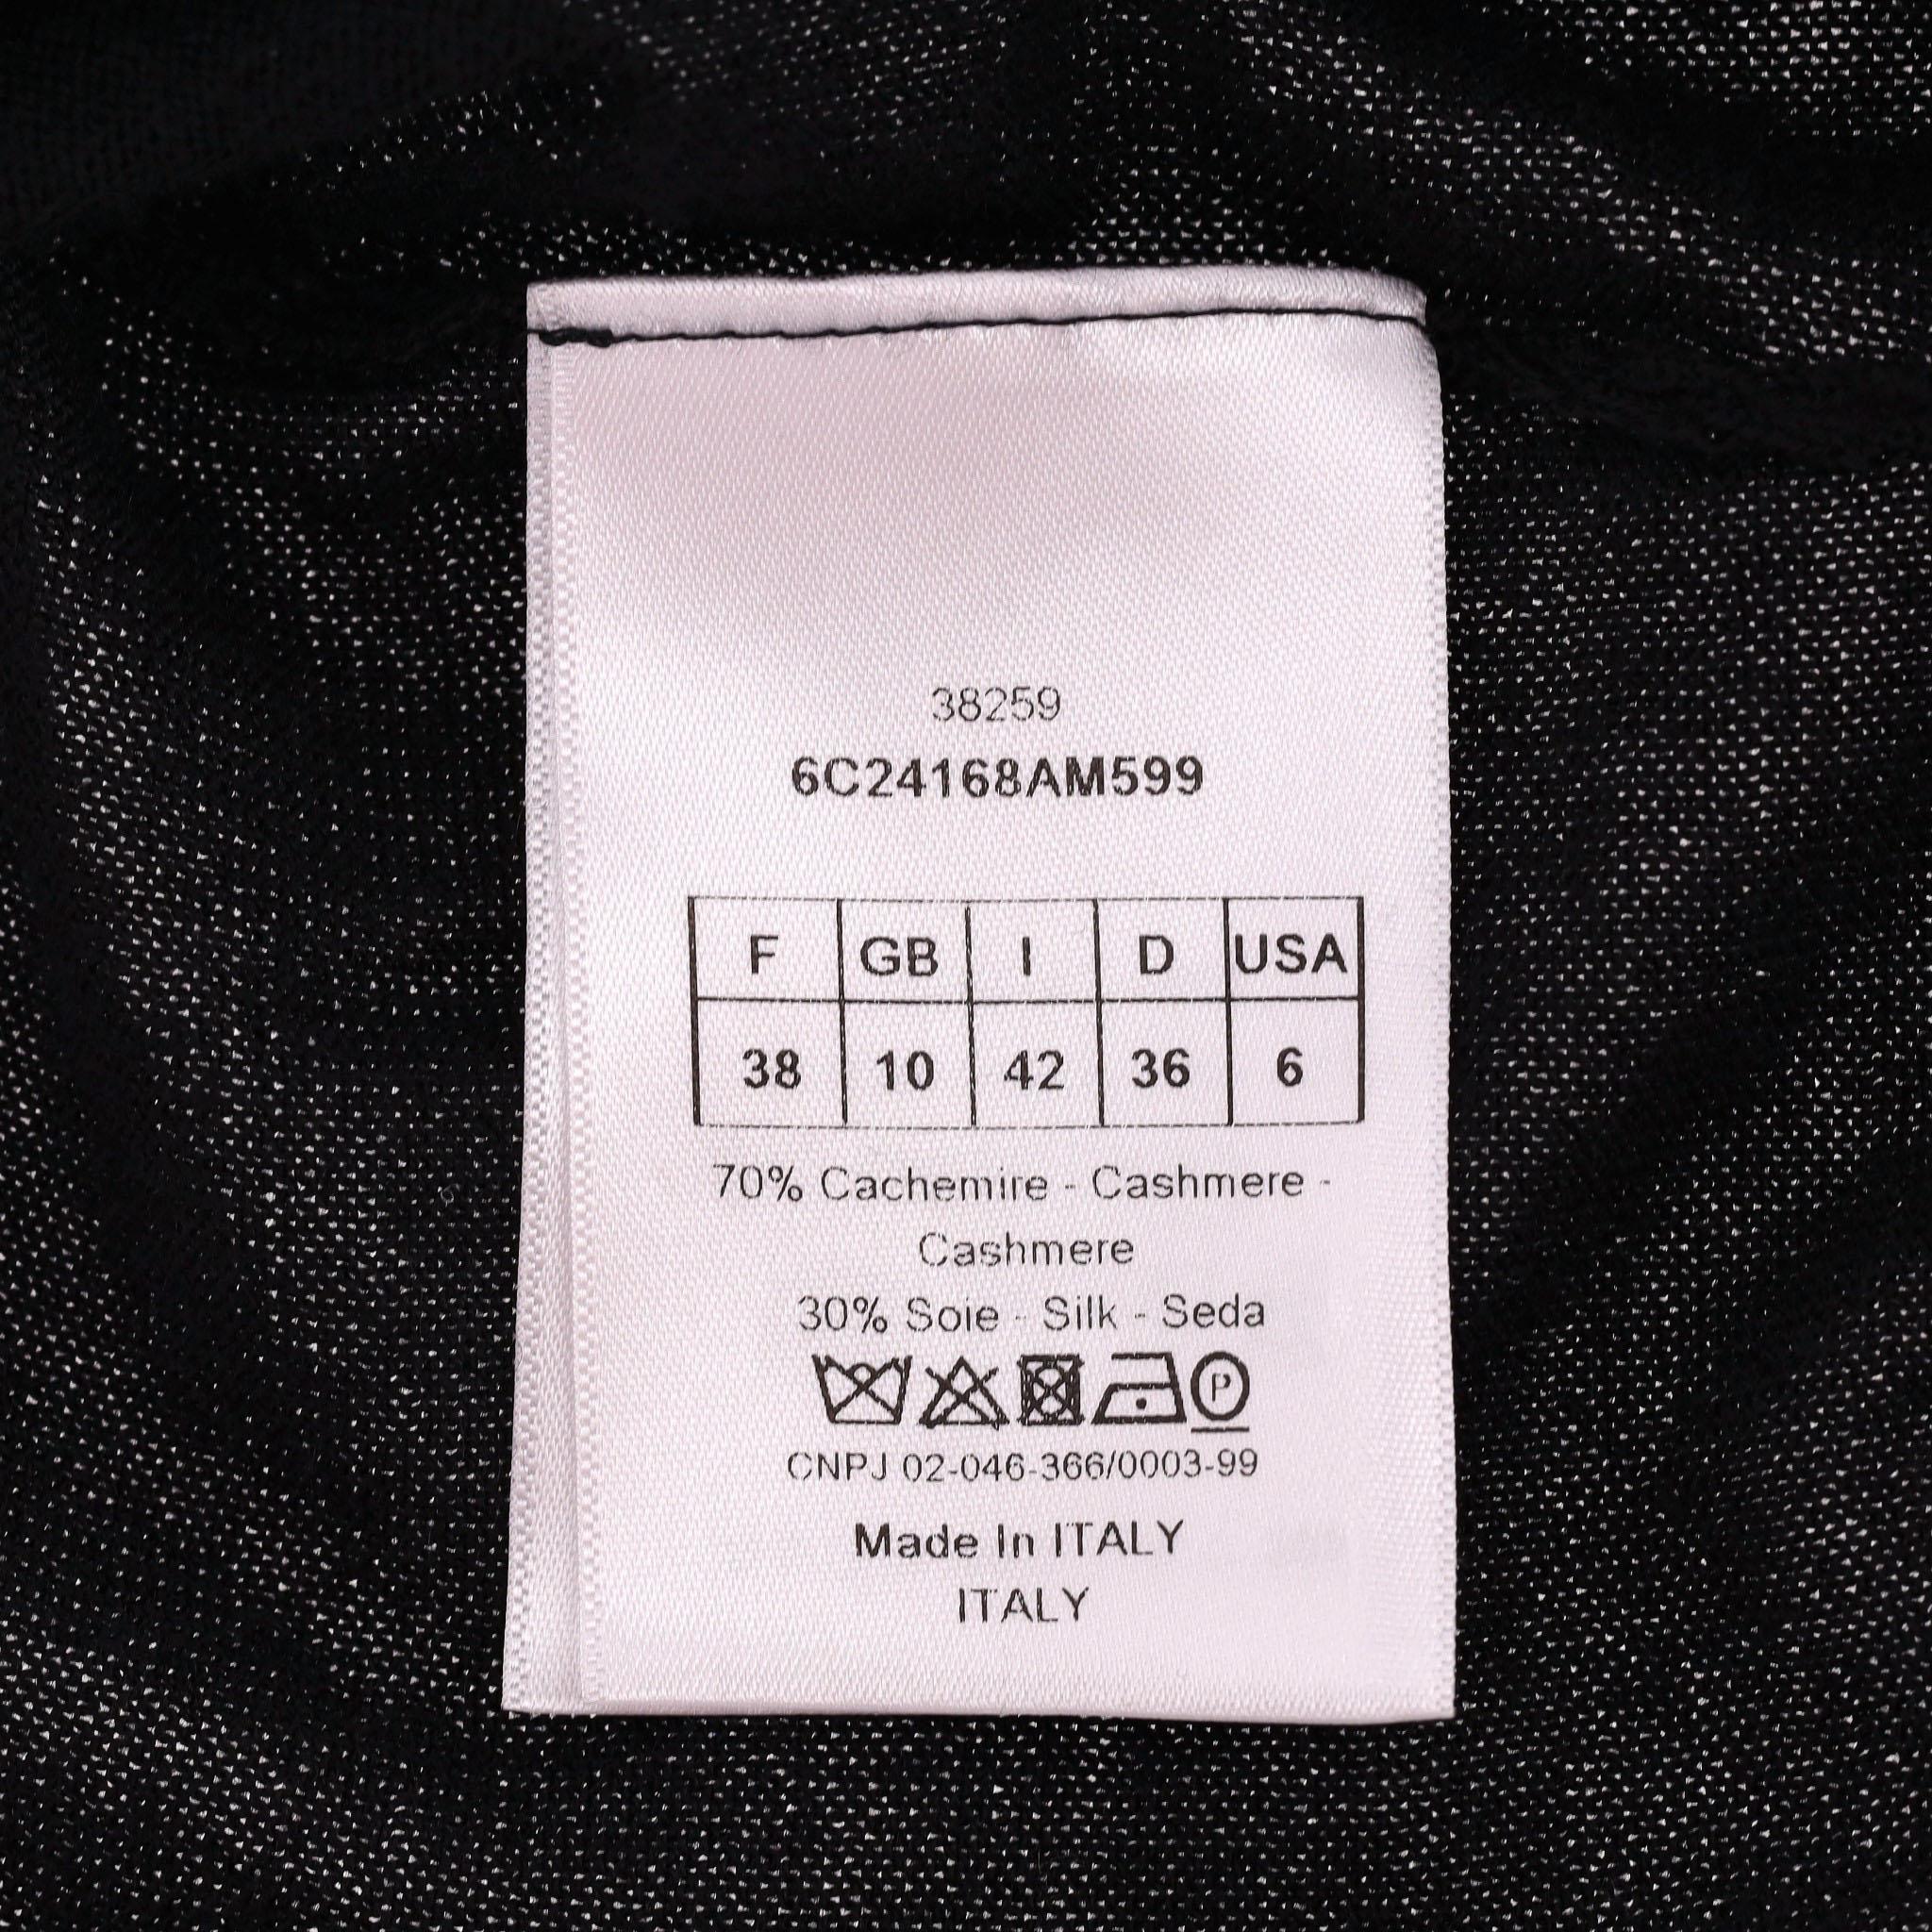 38259
6C24168AM599
F GB I D USA
38 10 42 36 6
70% Cachemire - Cashmere -
Cashmere
30% Soie - Silk - Seda
P
CNPJ 02-046-366/0003-99
Made In ITALY
ITALY